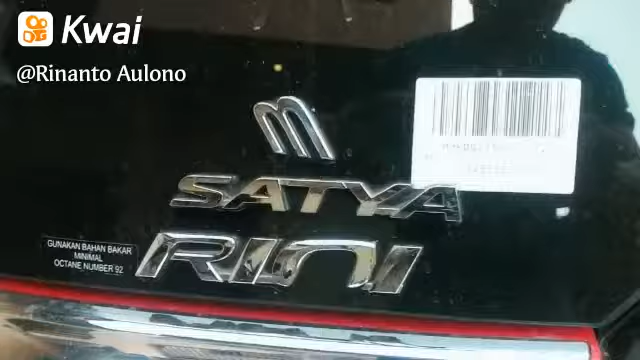 Kwai
@Rinanto Aulono
m
SATYA
RINI
GUNAKAN BAHAN BAKAR
MINIMAL
OCTANE NUMBER 92